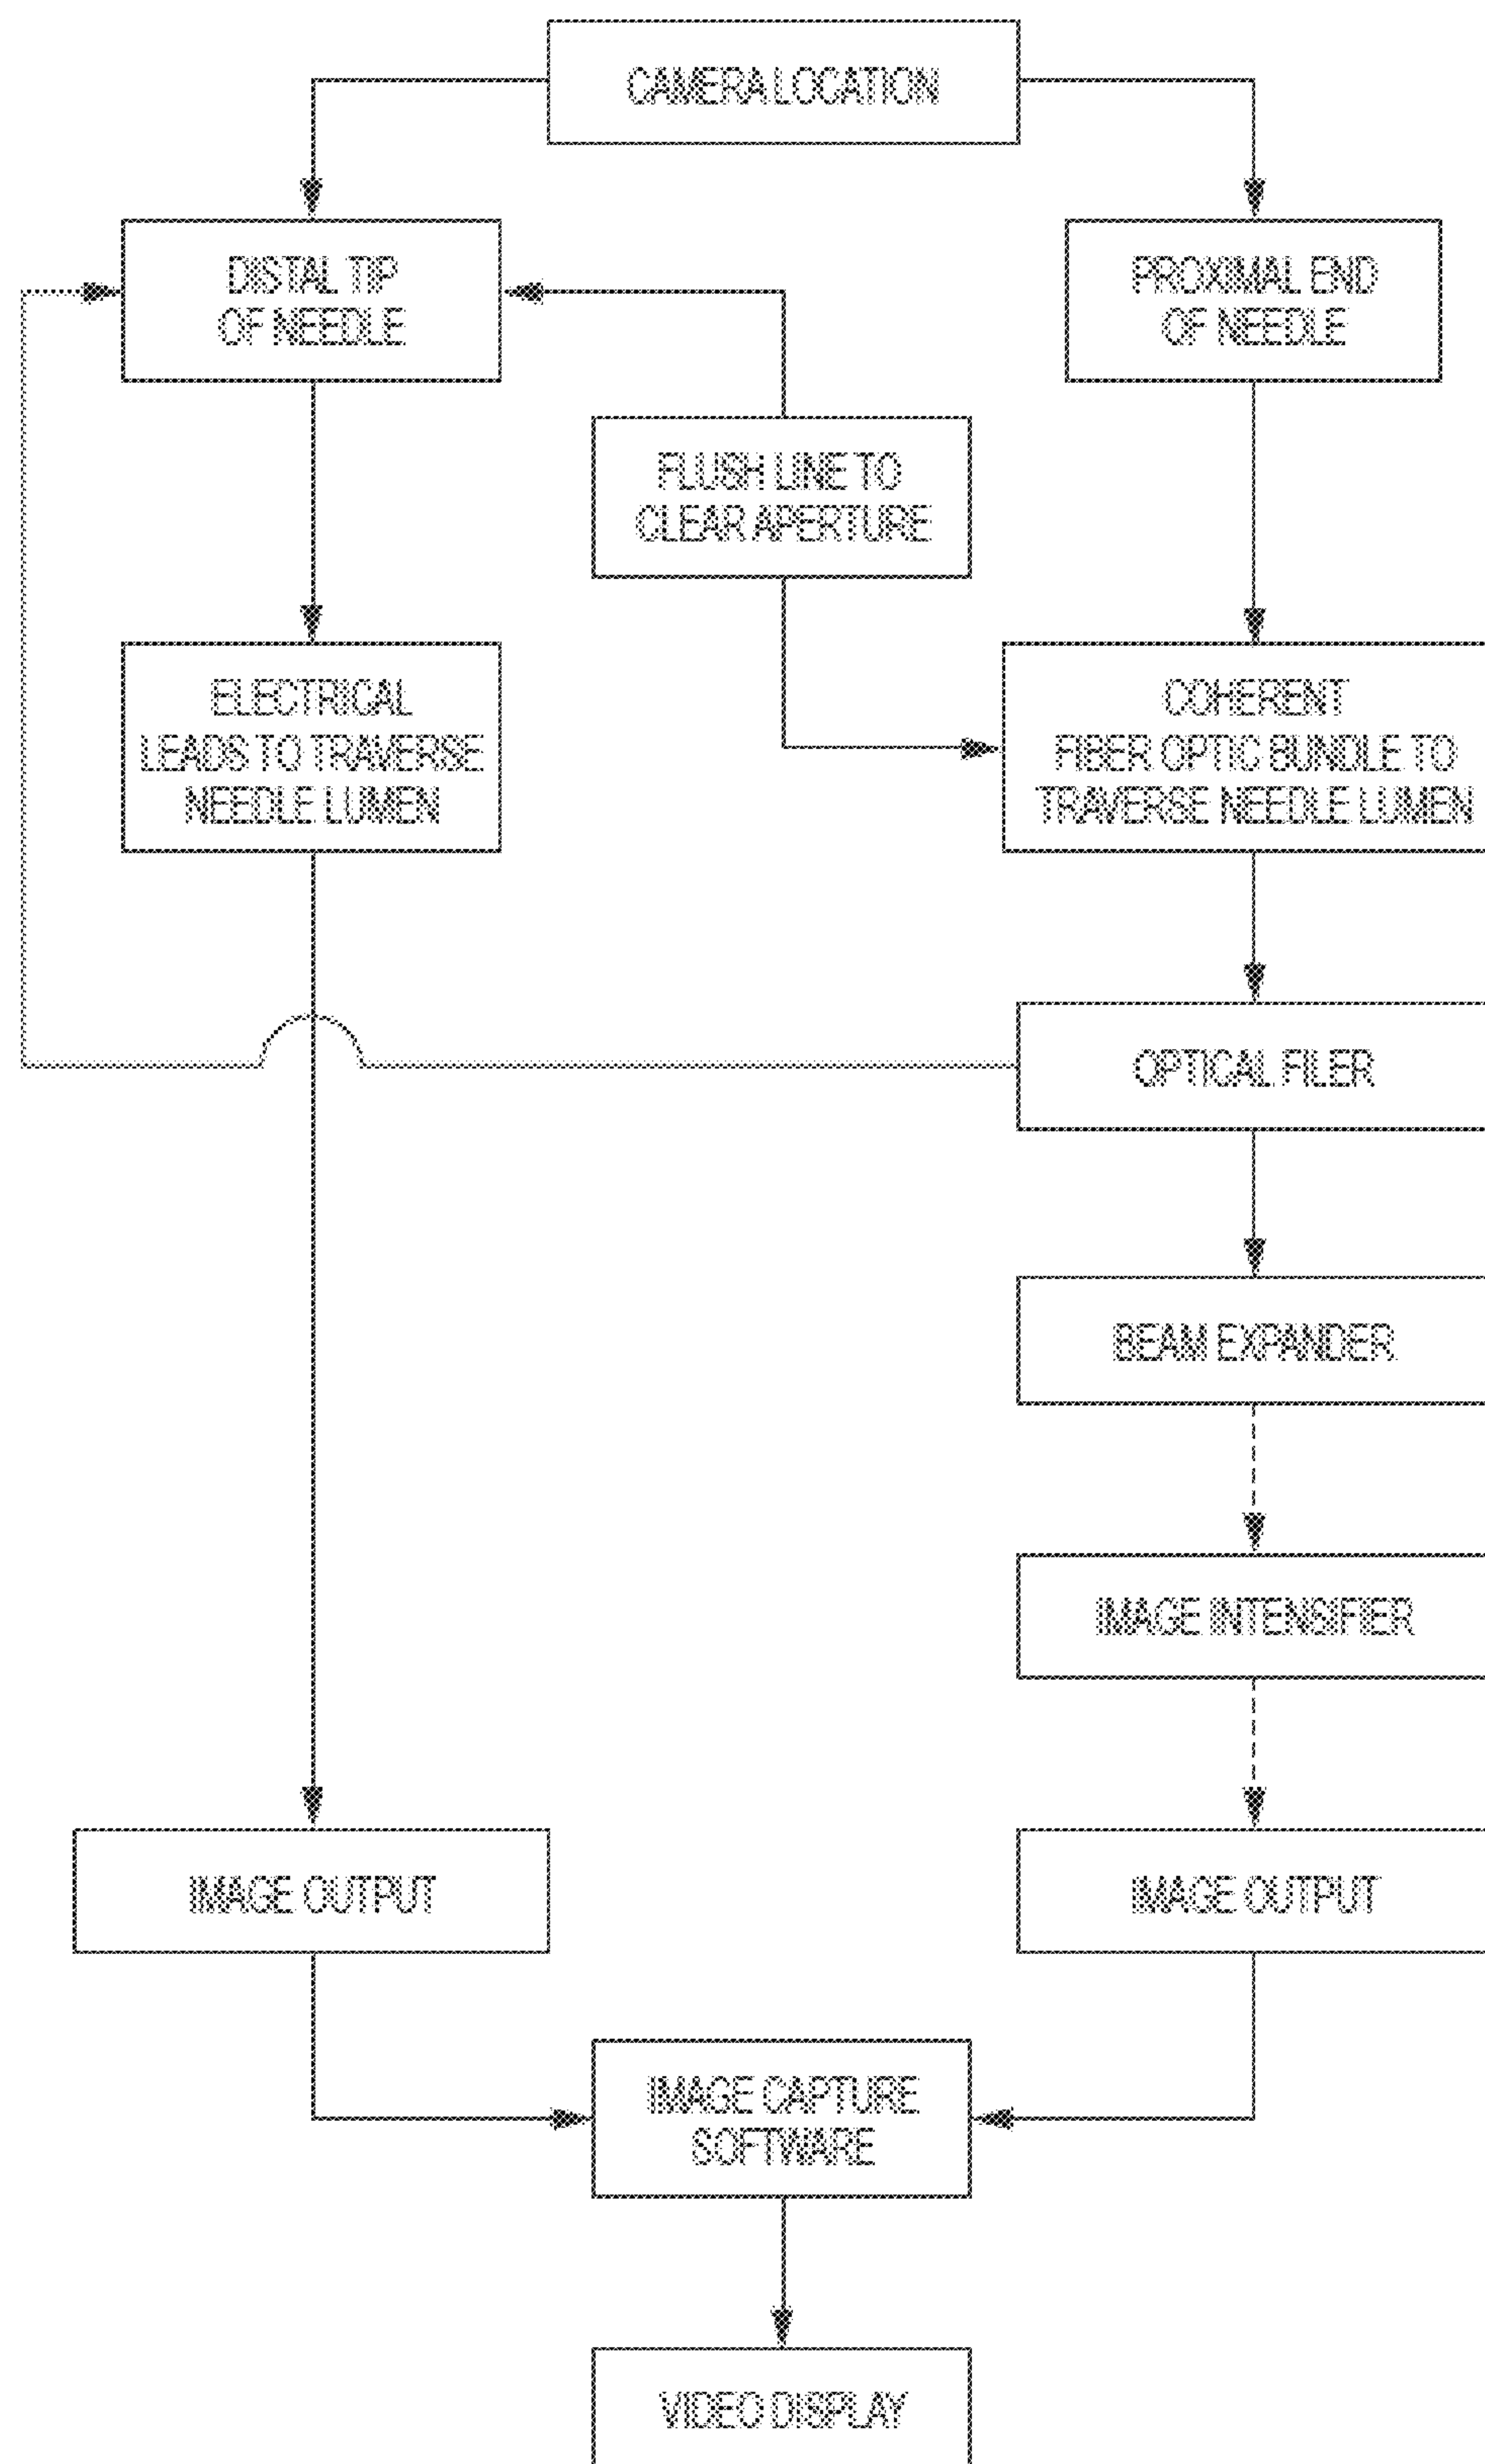 CAMERA LOCATION
DISTAL TIP
OF NEEDLE
PROXIMAL END
OF NEEDLE
FLUSH LINE TO
CLEAR APERTURE
ELECTRICAL
LEADS TO TRAVERSE
NEEDLE LUMEN
COHERENT
FIBER OPTIC BUNDLE TO
TRAVERSE NEEDLE LUMEN
OPTICAL FILER
BEAM EXPANDER
IMAGE INTENSIFIER
IMAGE OUTPUT
IMAGE OUTPUT
IMAGE CAPTURE
SOFTWARE
VIDEO DISPLAY